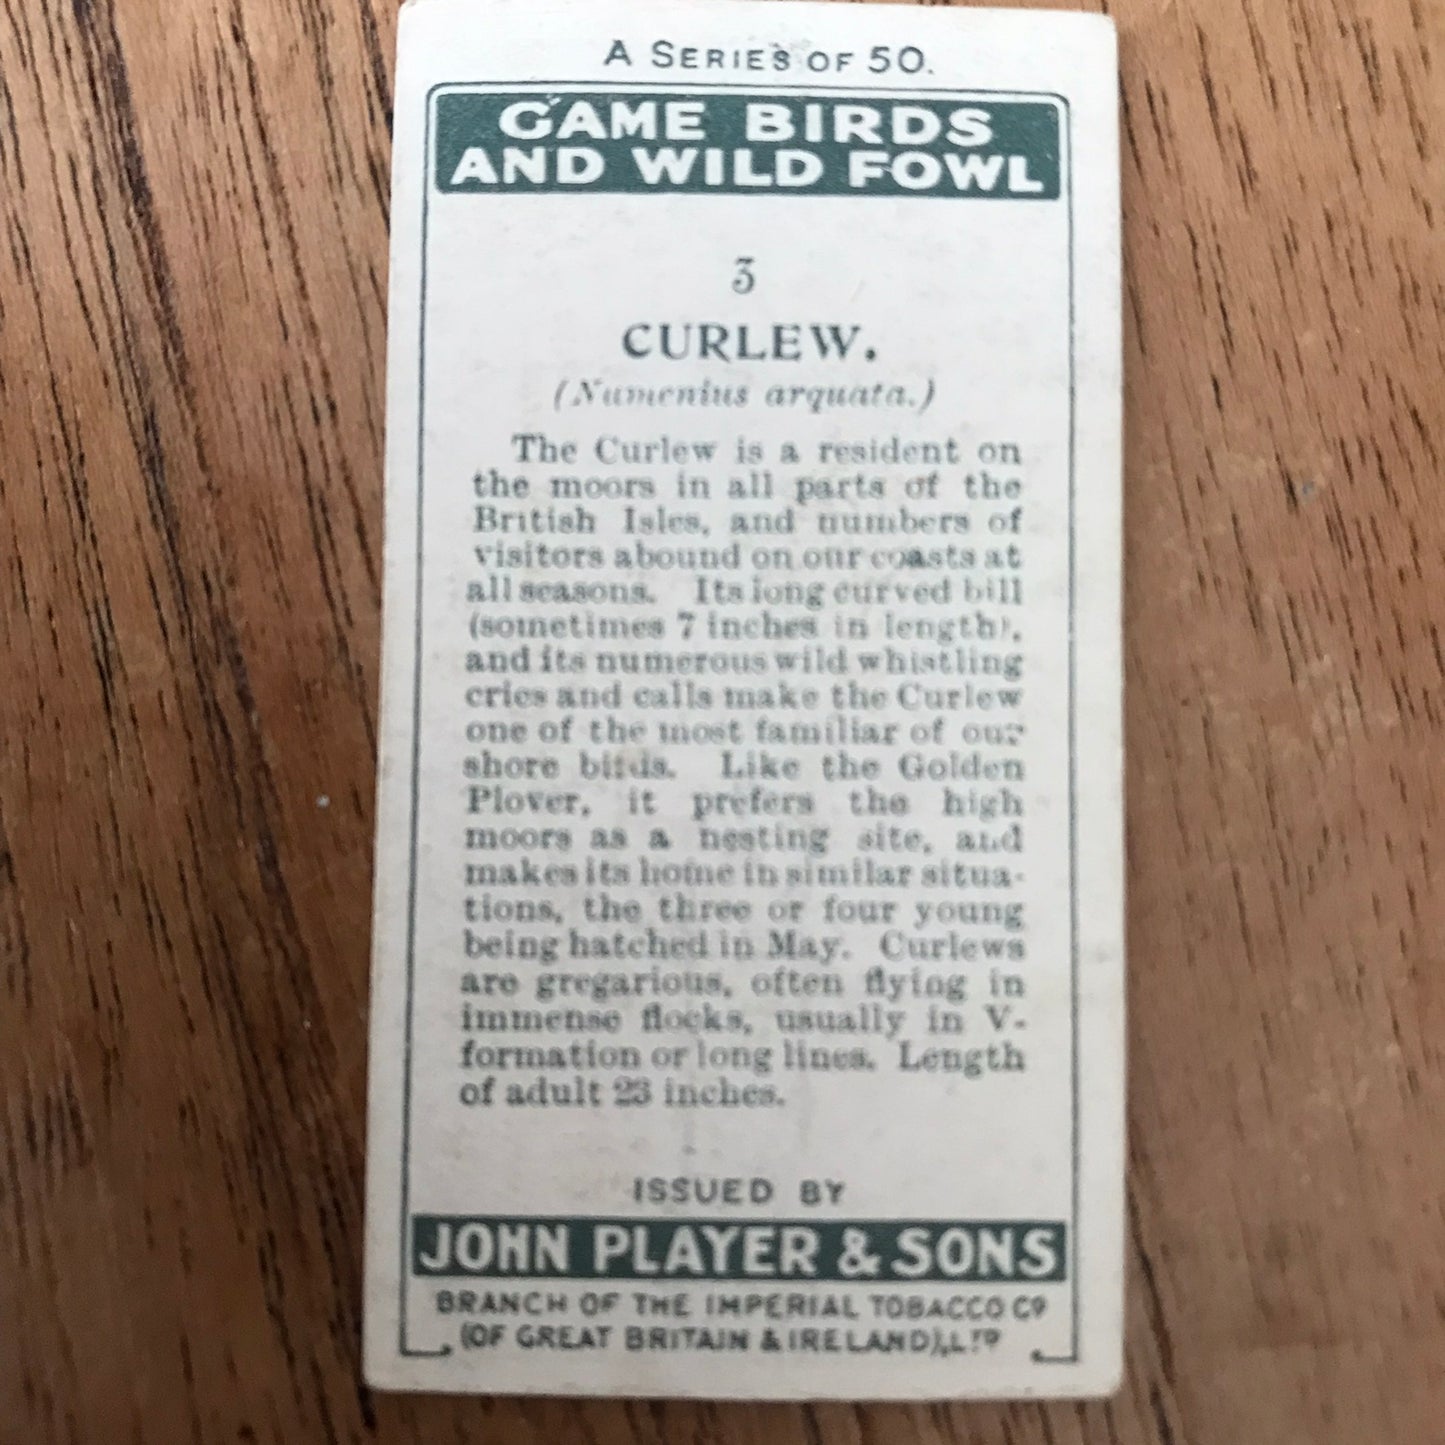 A SERIES OF 50.
GAME BIRDS
AND WILD FOWL
3
CURLEW.
(Numenius arquata.)
The Curlew is a resident on
the moors in all parts of the
British Isles, and numbers of
visitors abound on our coasts at
all seasons. Its long curved bill
(sometimes 7 inches in length),
and its numerous wild whistling
cries and calls make the Curlew
one of the most familiar of our
shore birds. Like the Golden
Plover, it prefers the high
moors as a nesting site, and
makes its home in similar situa-
tions, the three or four young
being hatched in May. Curlews
are gregarious, often flying in
immense flocks, usually in V-
formation or long lines. Length
of adult 23 inches.
ISSUED BY
JOHN PLAYER & SONS
BRANCH OF THE IMPERIAL TOBACCO CO
(OF GREAT BRITAIN & IRELAND), LTD